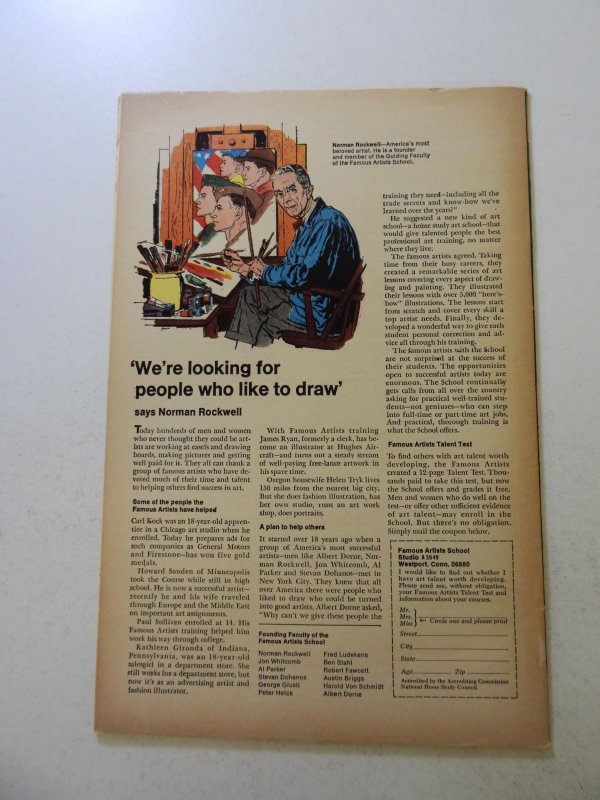 Norman Rockwell—America's most
beloved artist. He is a founder
and member of the Guiding Faculty
of the Famous Artists School.
'We're looking for
people who like to draw'
says Norman Rockwell
Today hundreds of men and women
who never thought they could be art-
ists are working at easels and drawing
boards, making pictures and getting
well paid for it. They all can thank a
group of famous artists who have de-
voted much of their time and talent
to helping others find success in art.
Some of the people the
Famous Artists have helped
Carl Kock was an 18-year-old appren-
tice in a Chicago art studio when he
enrolled. Today he prepares ads for
such companies as General Motors
and Firestone—has won five gold
medals.
Howard Sanden of Minneapolis
took the Course while still in high
school. He is now a successful artist—
recently he and his wife traveled
through Europe and the Middle East
on important art assignments.
Paul Sullivan enrolled at 14. His
Famous Artists training helped him
work his way through college.
Kathleen Gironda of Indiana,
Pennsylvania, was an 18-year-old
salesgirl in a department store. She
still works for a department store, but
now it's as an advertising artist and
fashion illustrator.
With Famous Artists training
James Ryan, formerly a clerk, has be-
come an illustrator at Hughes Air-
craft—and turns out a steady stream
of well-paying free-lance artwork in
his spare time.
Oregon housewife Helen Tryk lives
150 miles from the nearest big city.
But she does fashion illustration, has
her own studio, runs an art work
shop, does portraits.
A plan to help others
It started over 18 years ago when a
group of America's most successful
artists—men like Albert Dorne, Nor-
man Rockwell, Jon Whitcomb, Al
Parker and Stevan Dohanos—met in
New York City. They knew that all
over America there were people who
liked to draw who could be turned
into good artists. Albert Dorne asked,
"Why can't we give these people the
Founding Faculty of the
Famous Artists School
Norman Rockwell
Jon Whitcomb
Al Parker
Stevan Dohanos
George Giusti
Peter Helck
Fred Ludekens
Ben Stahl
Robert Fawcett
Austin Briggs
Harold Von Schmidt
Albert Dorne
training they need—including all the
trade secrets and know-how we've
learned over the years?"
He suggested a new kind of art
school—a home study art school—that
would give talented people the best
professional art training, no matter
where they live.
The famous artists agreed. Taking
time from their busy careers, they
created a remarkable series of art
lessons covering every aspect of draw-
ing and painting. They illustrated
their lessons with over 5,000 "here's-
how" illustrations. The lessons start
from scratch and cover every skill a
top artist needs. Finally, they de-
veloped a wonderful way to give each
student personal correction and ad-
vice all through his training.
The famous artists with the School
are not surprised at the success of
their students. The opportunities
open to successful artists today are
enormous. The School continually
gets calls from all over the country
asking for practical well-trained stu-
dents—not geniuses—who can step
into full-time or part-time art jobs.
And practical, thorough training is
what the School offers.
Famous Artists Talent Test
To find others with art talent worth
developing, the Famous Artists
created a 12-page Talent Test. Thou-
sands paid to take this test, but now
the School offers and grades it free.
Men and women who do well on the
test—or offer other sufficient evidence
of art talent—may enroll in the
School. But there's no obligation.
Simply mail the coupon below.
Famous Artists School
Studio A 5949
Westport, Conn. 06880
I would like to find out whether I
have art talent worth developing.
Please send me, without obligation,
your Famous Artists Talent Test and
information about your courses.
Mr.
Mrs. Circle one and please print
Miss
Street
City
State
Age Zip
Accredited by the Accrediting Commission
National Home Study Council